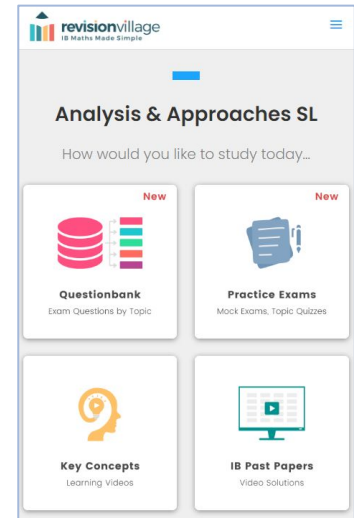 revisionvillage
IB Maths Made Simple
Analysis & Approaches SL
How would you like to study today...
New
Questionbank
Exam Questions by Topic
New
Practice Exams
Mock Exams, Topic Quizzes
Key Concepts
Learning Videos
IB Past Papers
Video Solutions